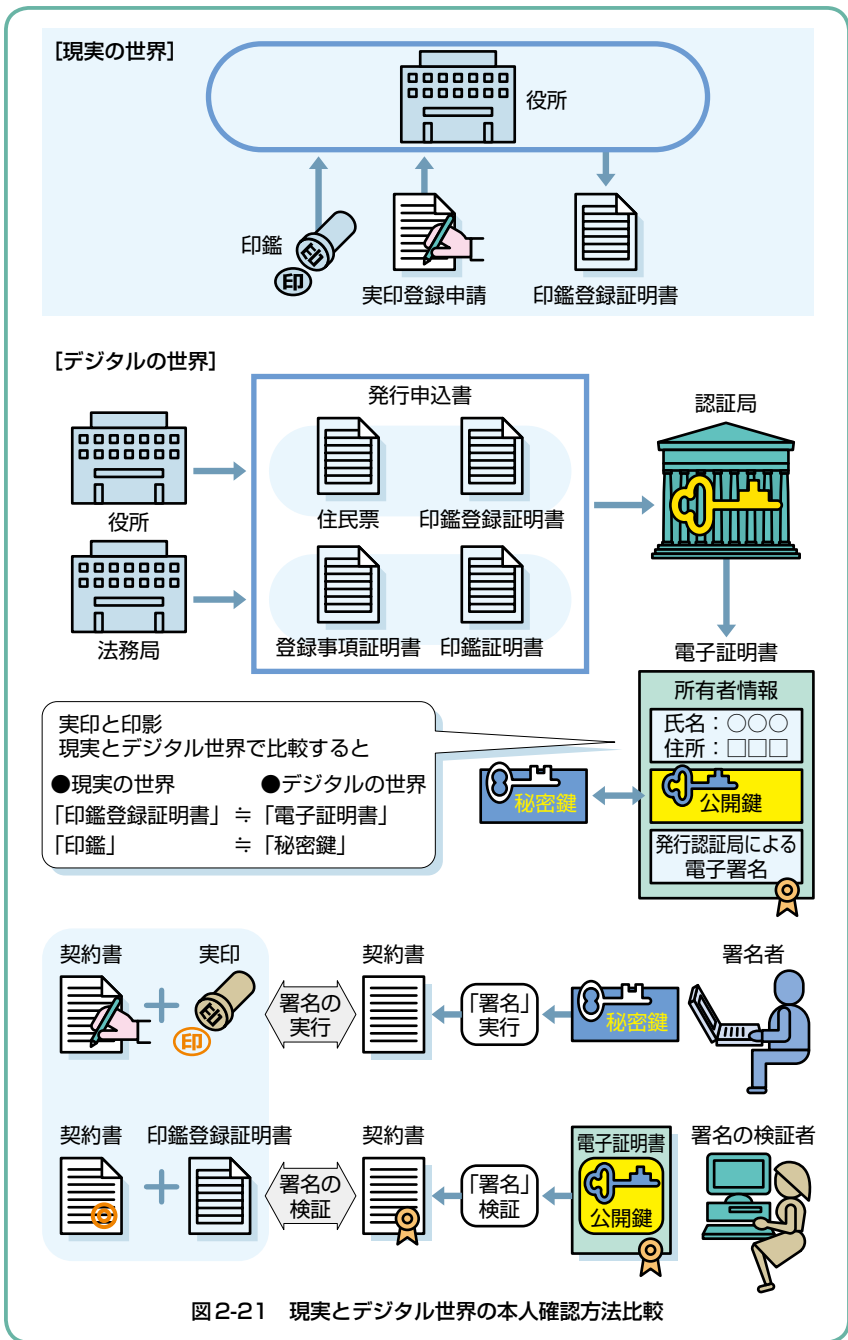 [現実の世界]
役所
印鑑
印
印
実印登録申請
印鑑登録証明書
[デジタルの世界]
発行申込書
認証局
役所
住民票
印鑑登録証明書
法務局
登録事項証明書
印鑑証明書
電子証明書
所有者情報
氏名:○○○
住所:□□□
公開鍵
発行認証局による
電子署名
秘密鍵
実印と印影
現実とデジタル世界で比較すると
●現実の世界 ●デジタルの世界
「印鑑登録証明書」≒「電子証明書」
「印鑑」 ≒「秘密鍵」
契約書
実印
印
印
署名の
実行
契約書
「署名」
実行
秘密鍵
署名者
契約書
印鑑登録証明書
署名の
検証
契約書
「署名」
検証
電子証明書
公開鍵
署名の検証者
図2-21 現実とデジタル世界の本人確認方法比較